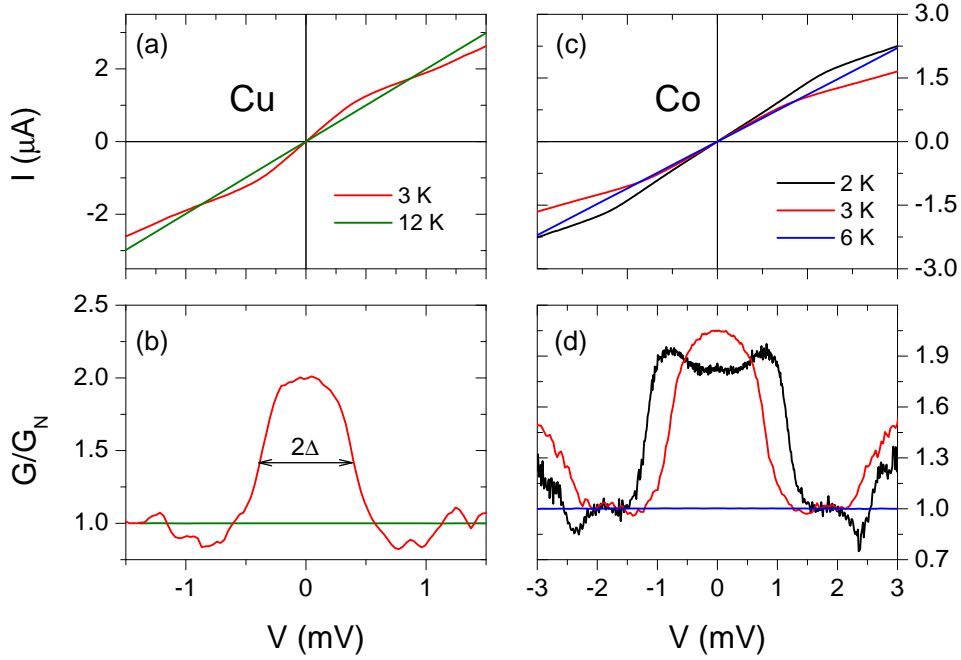 (a)
Cu
I (μA)
2
0
-2
3 K
12 K
(c)
Co
3.0
1.5
0.0
-1.5
-3.0
2 K
3 K
6 K
(b)
G/G_N
2.5
2.0
1.5
1.0
2Δ
-1 0 1
V (mV)
(d)
1.9
1.6
1.3
1.0
0.7
-3 -2 -1 0 1 2 3
V (mV)